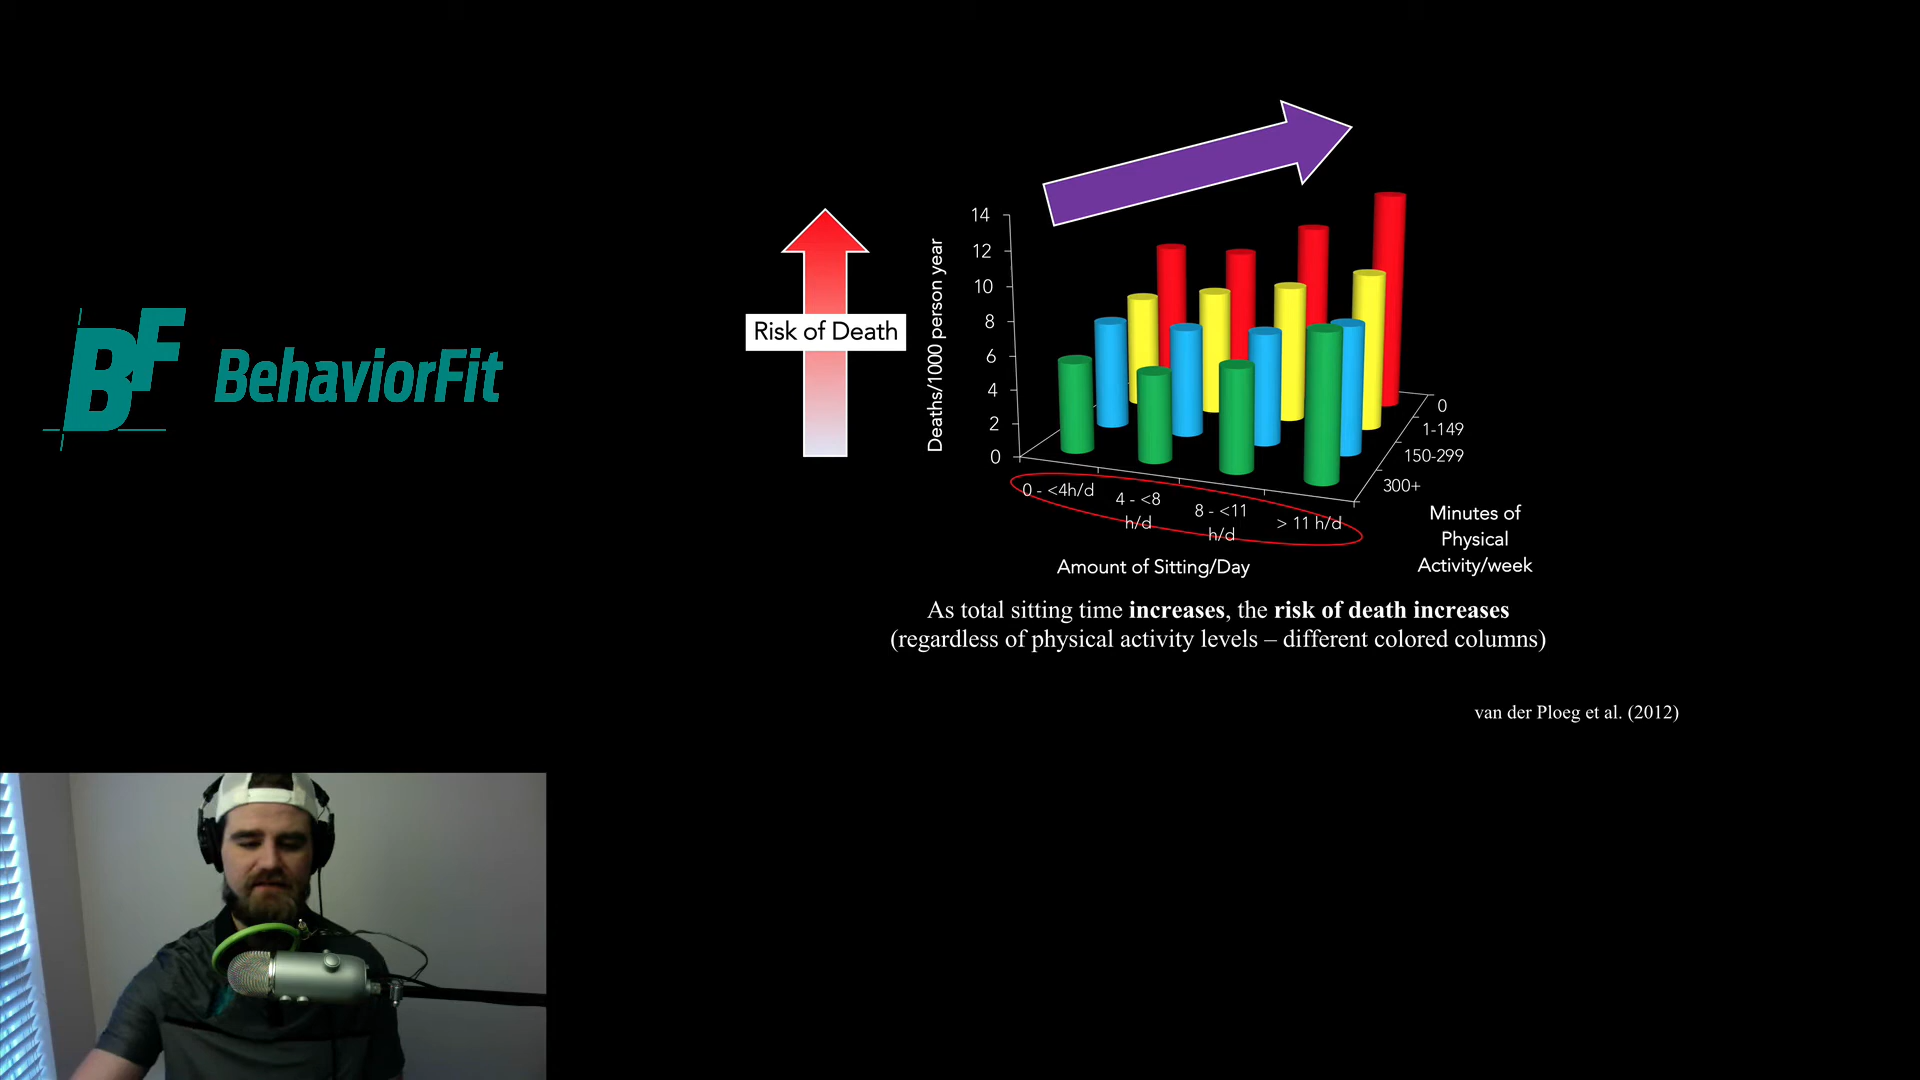 BF BehaviorFit
Risk of Death
Deaths/1000 person year
14
12
10
8
6
4
2
0
0 - <4h/d
4 - <8
h/d
8 - <11
h/d
> 11 h/d
Amount of Sitting/Day
0
1-149
150-299
300+
Minutes of
Physical
Activity/week
As total sitting time increases, the risk of death increases
(regardless of physical activity levels – different colored columns)
van der Ploeg et al. (2012)